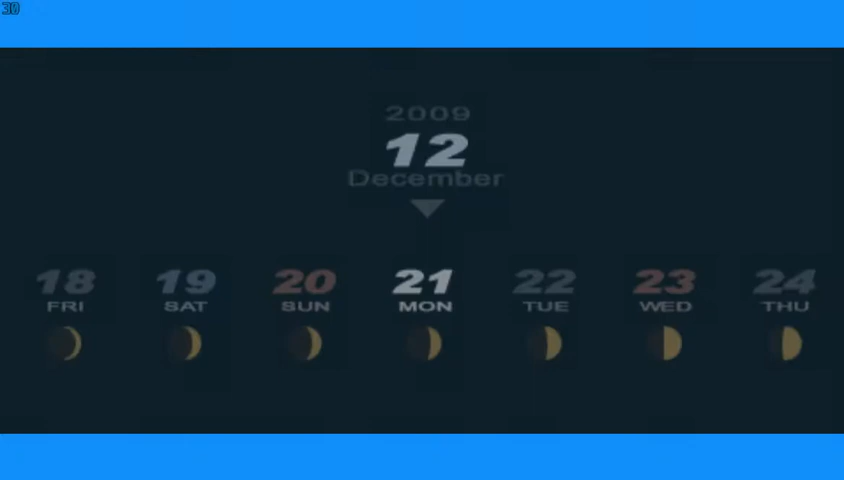 30
2009
12
December
18 19 20 21 22 23 24
FRI SAT SUN MON TUE WED THU